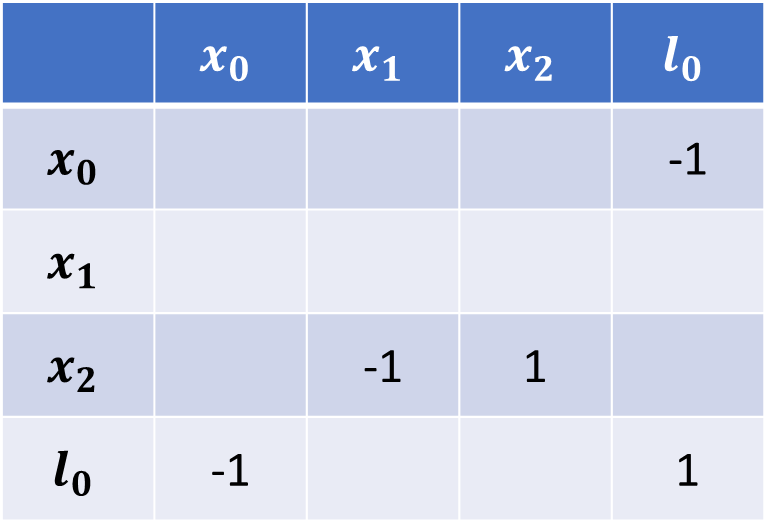 x₀ x₁ x₂ l₀
x₀ -1
x₁
x₂ -1 1
l₀ -1 1